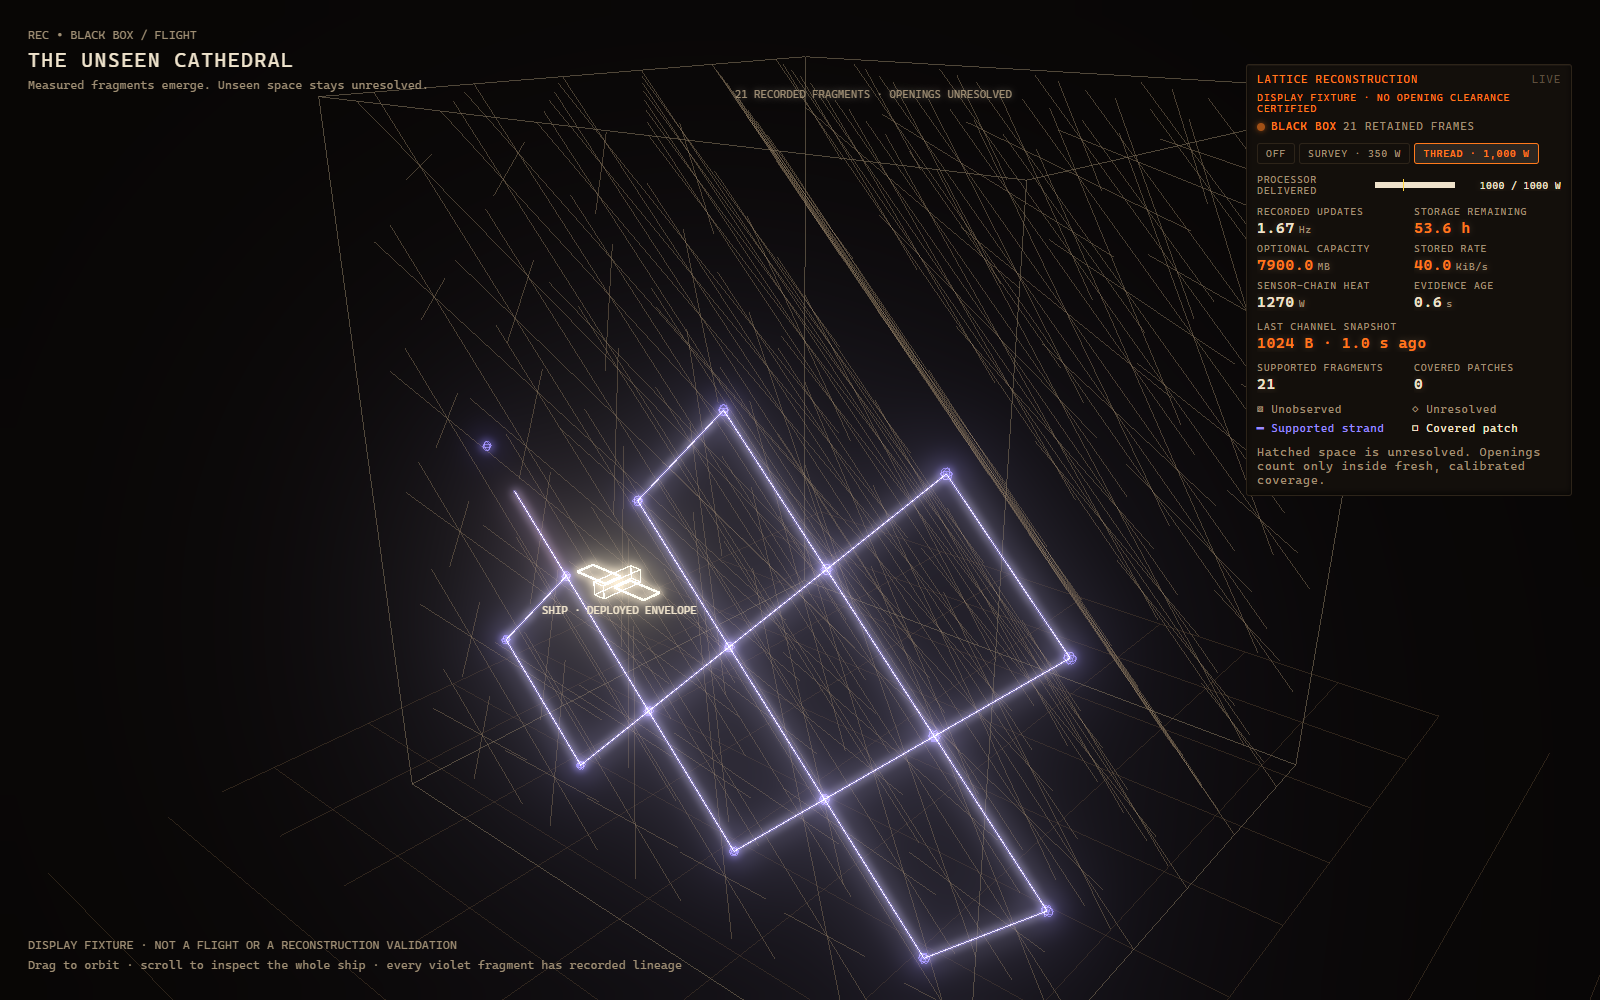 REC • BLACK BOX / FLIGHT
THE UNSEEN CATHEDRAL
Measured fragments emerge. Unseen space stays unresolved.
21 RECORDED FRAGMENTS · OPENINGS UNRESOLVED
LATTICE RECONSTRUCTION LIVE
DISPLAY FIXTURE · NO OPENING CLEARANCE
CERTIFIED
BLACK BOX 21 RETAINED FRAMES
OFF SURVEY · 350 W THREAD · 1,000 W
PROCESSOR
DELIVERED
1000 / 1000 W
RECORDED UPDATES STORAGE REMAINING
1.67 Hz 53.6 h
OPTIONAL CAPACITY STORED RATE
7900.0 MB 40.0 KiB/s
SENSOR-CHAIN HEAT EVIDENCE AGE
1270 W 0.6 s
LAST CHANNEL SNAPSHOT
1024 B · 1.0 s ago
SUPPORTED FRAGMENTS COVERED PATCHES
21 0
Unobserved Unresolved
Supported strand Covered patch
Hatched space is unresolved. Openings
count only inside fresh, calibrated
coverage.
SHIP · DEPLOYED ENVELOPE
DISPLAY FIXTURE · NOT A FLIGHT OR A RECONSTRUCTION VALIDATION
Drag to orbit · scroll to inspect the whole ship · every violet fragment has recorded lineage